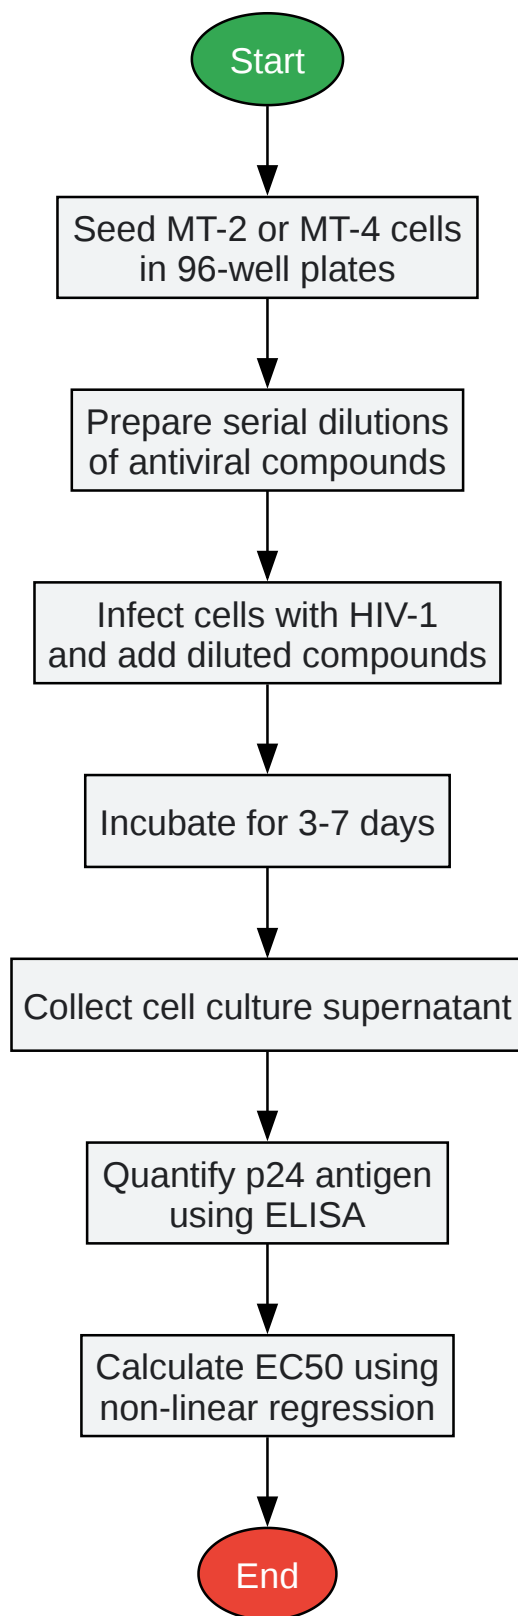 Start
Seed MT-2 or MT-4 cells
in 96-well plates
Prepare serial dilutions
of antiviral compounds
Infect cells with HIV-1
and add diluted compounds
Incubate for 3-7 days
Collect cell culture supernatant
Quantify p24 antigen
using ELISA
Calculate EC50 using
non-linear regression
End